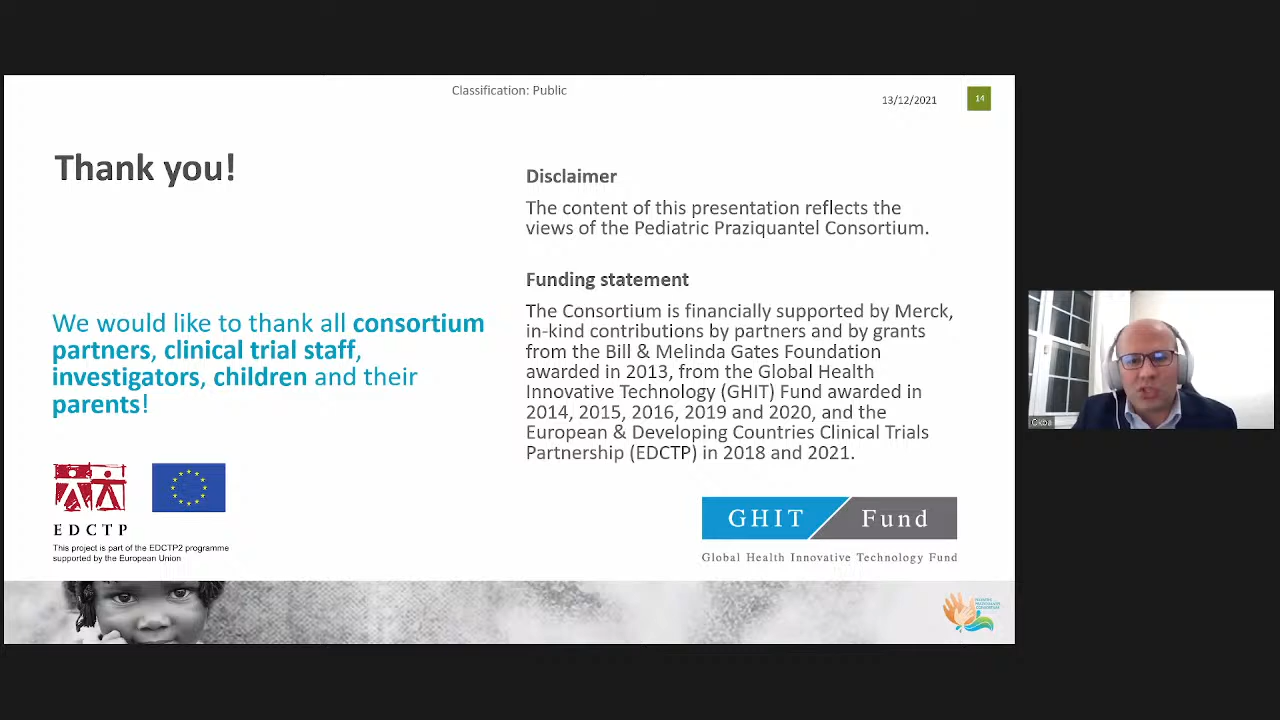 Classification: Public
13/12/2021
14
Thank you!
We would like to thank all consortium
partners, clinical trial staff,
investigators, children and their
parents!
Disclaimer
The content of this presentation reflects the
views of the Pediatric Praziquantel Consortium.
Funding statement
The Consortium is financially supported by Merck,
in-kind contributions by partners and by grants
from the Bill & Melinda Gates Foundation
awarded in 2013, from the Global Health
Innovative Technology (GHIT) Fund awarded in
2014, 2015, 2016, 2019 and 2020, and the
European & Developing Countries Clinical Trials
Partnership (EDCTP) in 2018 and 2021.
EDCTP
This project is part of the EDCTP2 programme
supported by the European Union
GHIT Fund
Global Health Innovative Technology Fund
PEDIATRIC
PRAZIQUANTEL
CONSORTIUM
Okba